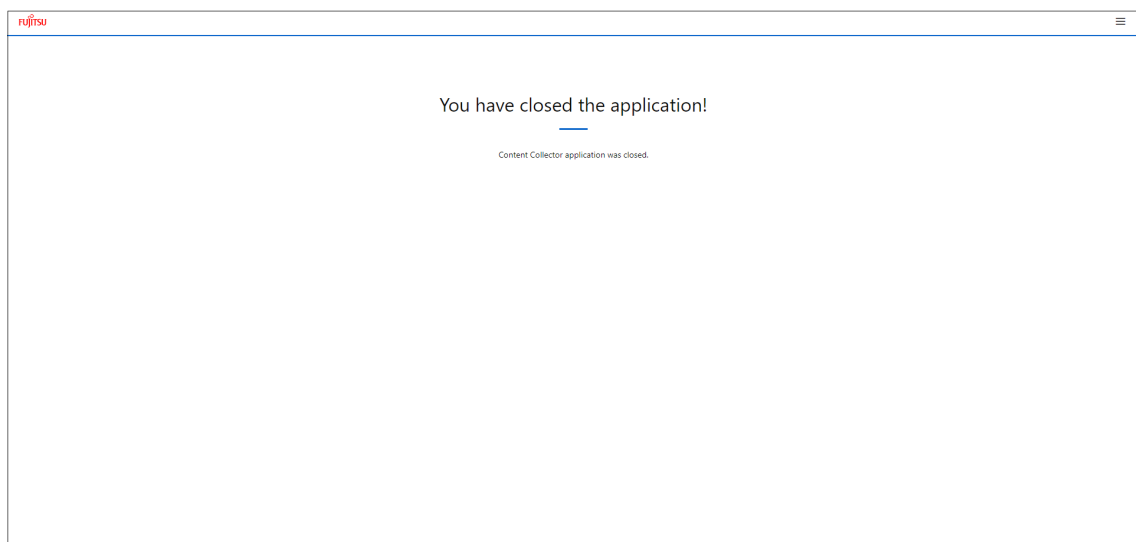 FUJITSU
You have closed the application!
Content Collector application was closed.